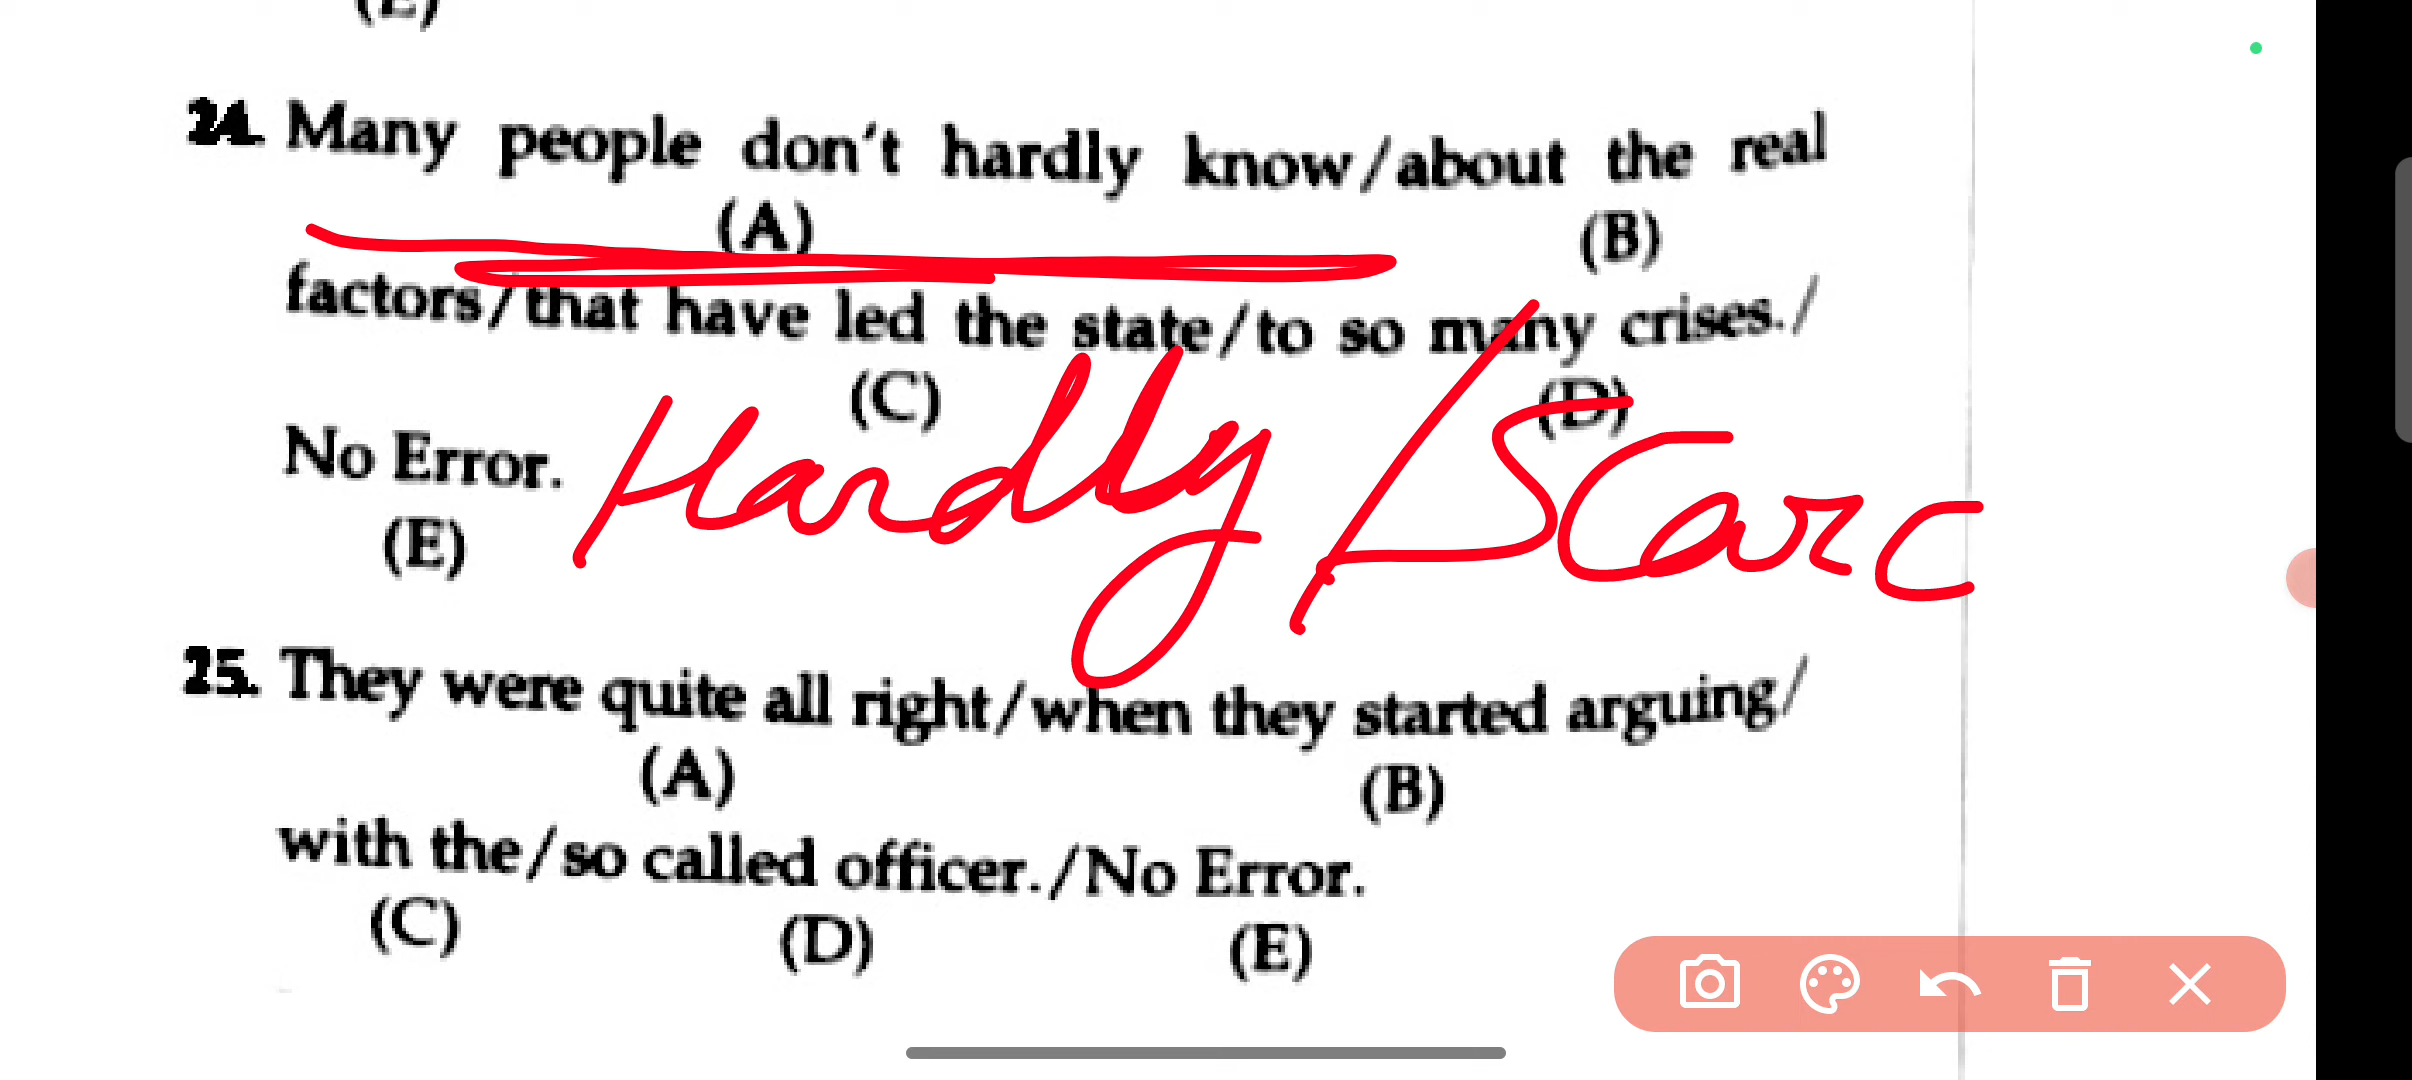 (E)
24. Many people don't hardly know/about the real
(A) (B)
factors/that have led the state/to so many crises./
(C) (D)
No Error.
(E)
Hardly/Scarc
25. They were quite all right/when they started arguing/
(A) (B)
with the/so called officer./No Error.
(C) (D) (E)